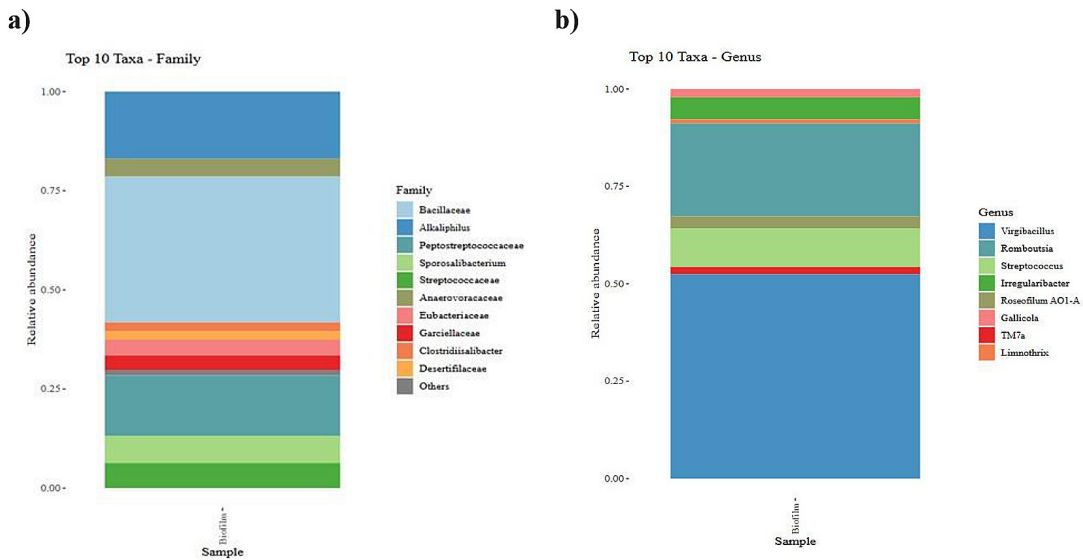 a)
Top 10 Taxa - Family
1.00
0.75
0.50
0.25
0.00
Relative abundance
Biofilm
Sample
Family
Bacillaceae
Alkaliphilus
Peptostreptococcaceae
Sporosalibacterium
Streptococcaceae
Anaerovoracaceae
Eubacteriaceae
Garciellaceae
Clostridiisalibacter
Desertifilaceae
Others
b)
Top 10 Taxa - Genus
1.00
0.75
0.50
0.25
0.00
Relative abundance
Biofilm
Sample
Genus
Virgibacillus
Romboutsia
Streptococcus
Irregularibacter
Roseofilum AO1-A
Gallicola
TM7a
Limnothrix